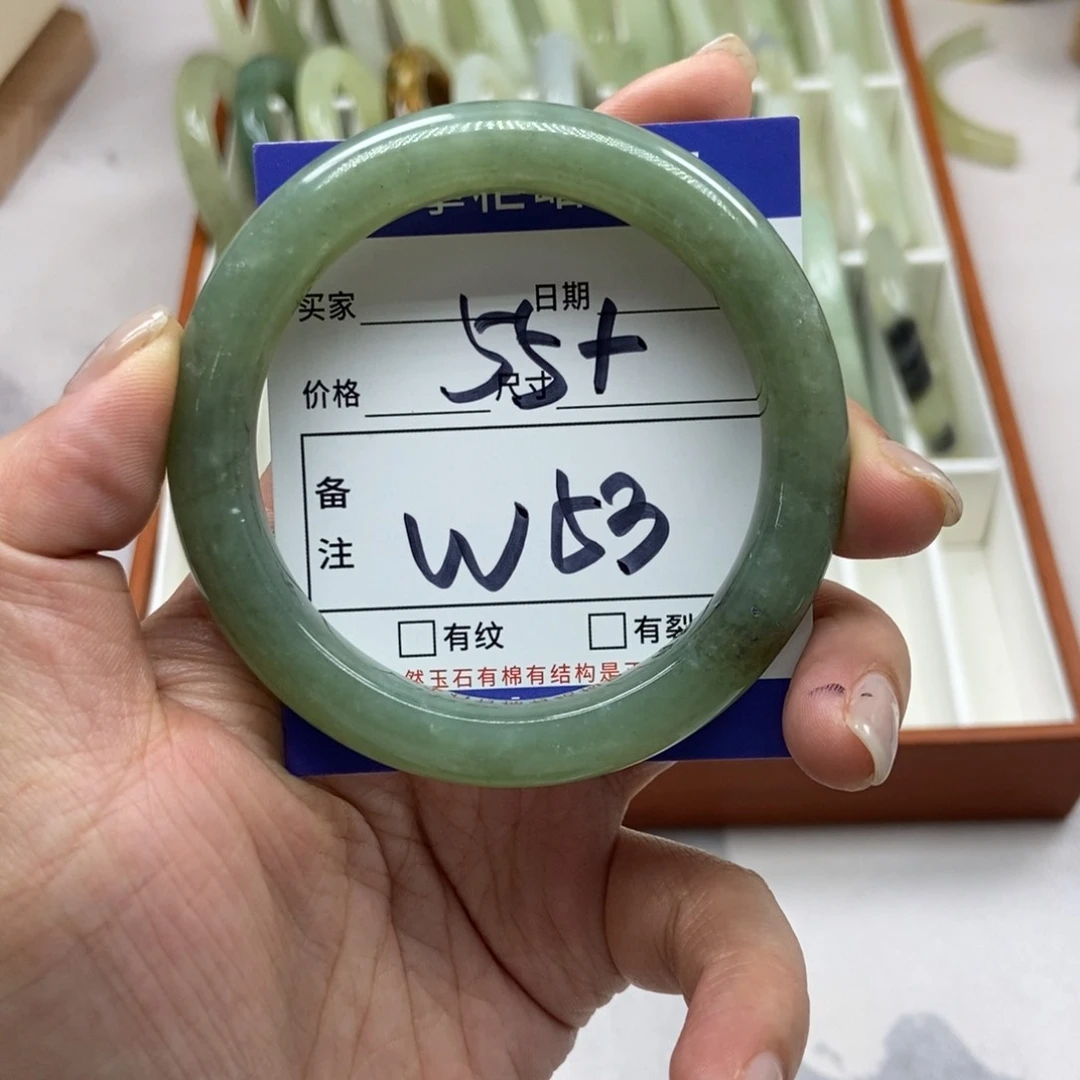 买家 日期
55+
价格 尺寸
备注
W53
有纹 有裂
然玉石有棉有结构是